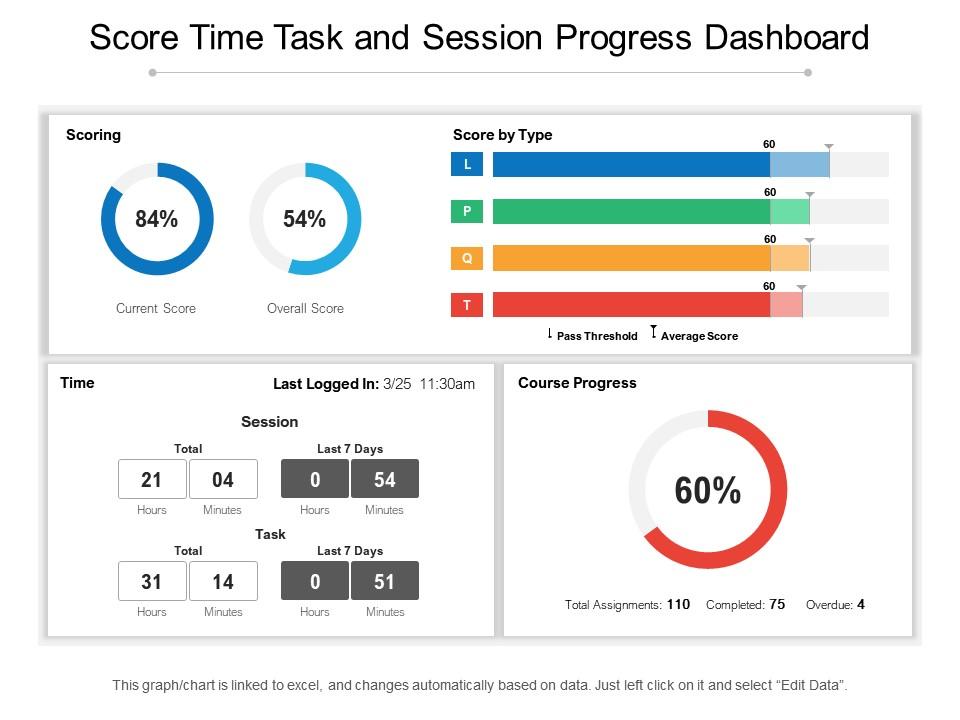 Score Time Task and Session Progress Dashboard
Scoring
84%
54%
Current Score
Overall Score
Score by Type
60
L
60
P
60
Q
60
T
Pass Threshold
Average Score
Time
Last Logged In: 3/25 11:30am
Session
Total
Last 7 Days
21
04
0
54
Hours
Minutes
Hours
Minutes
Task
Total
Last 7 Days
31
14
0
51
Hours
Minutes
Hours
Minutes
Course Progress
60%
Total Assignments: 110
Completed: 75
Overdue: 4
This graph/chart is linked to excel, and changes automatically based on data. Just left click on it and select “Edit Data”.